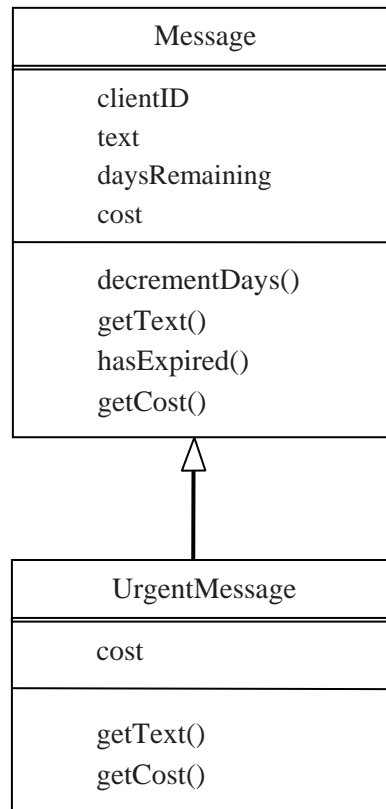 Message
clientID
text
daysRemaining
cost
decrementDays()
getText()
hasExpired()
getCost()
UrgentMessage
cost
getText()
getCost()